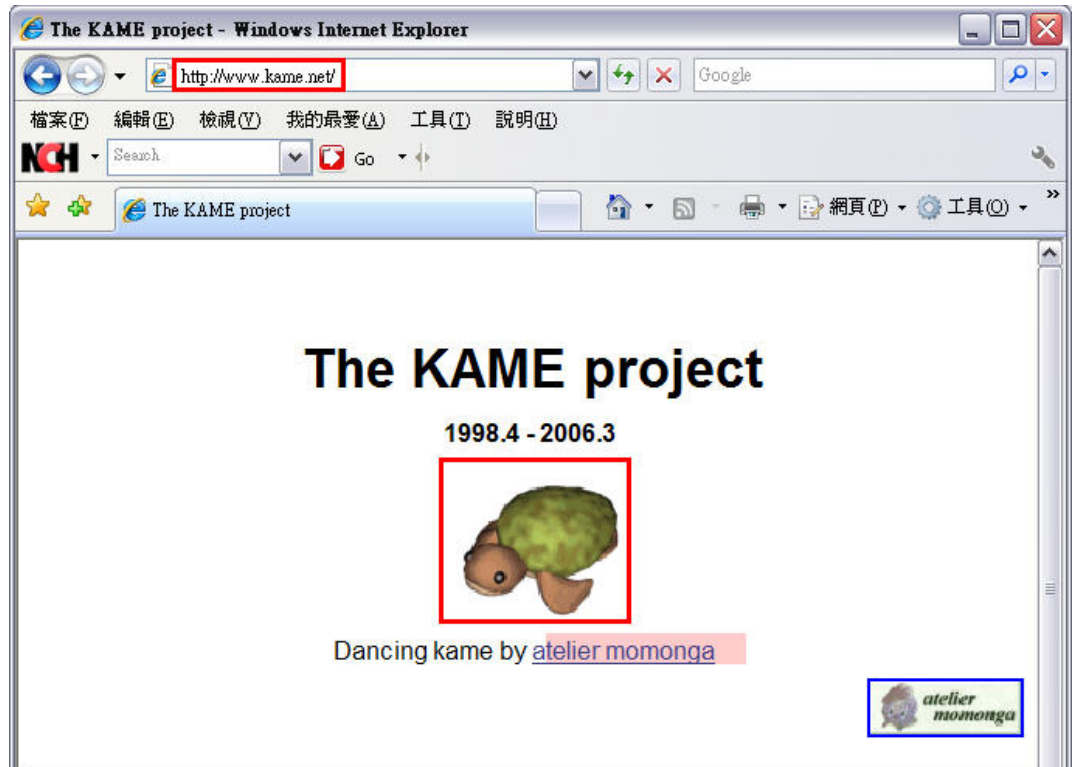 The KAME project - Windows Internet Explorer
http://www.kame.net/
Google
檔案(F) 編輯(E) 檢視(V) 我的最愛(A) 工具(T) 說明(H)
NCH Search Go
The KAME project 網頁(P) 工具(O) »
The KAME project
1998.4 - 2006.3
Dancing kame by atelier momonga
atelier
momonga